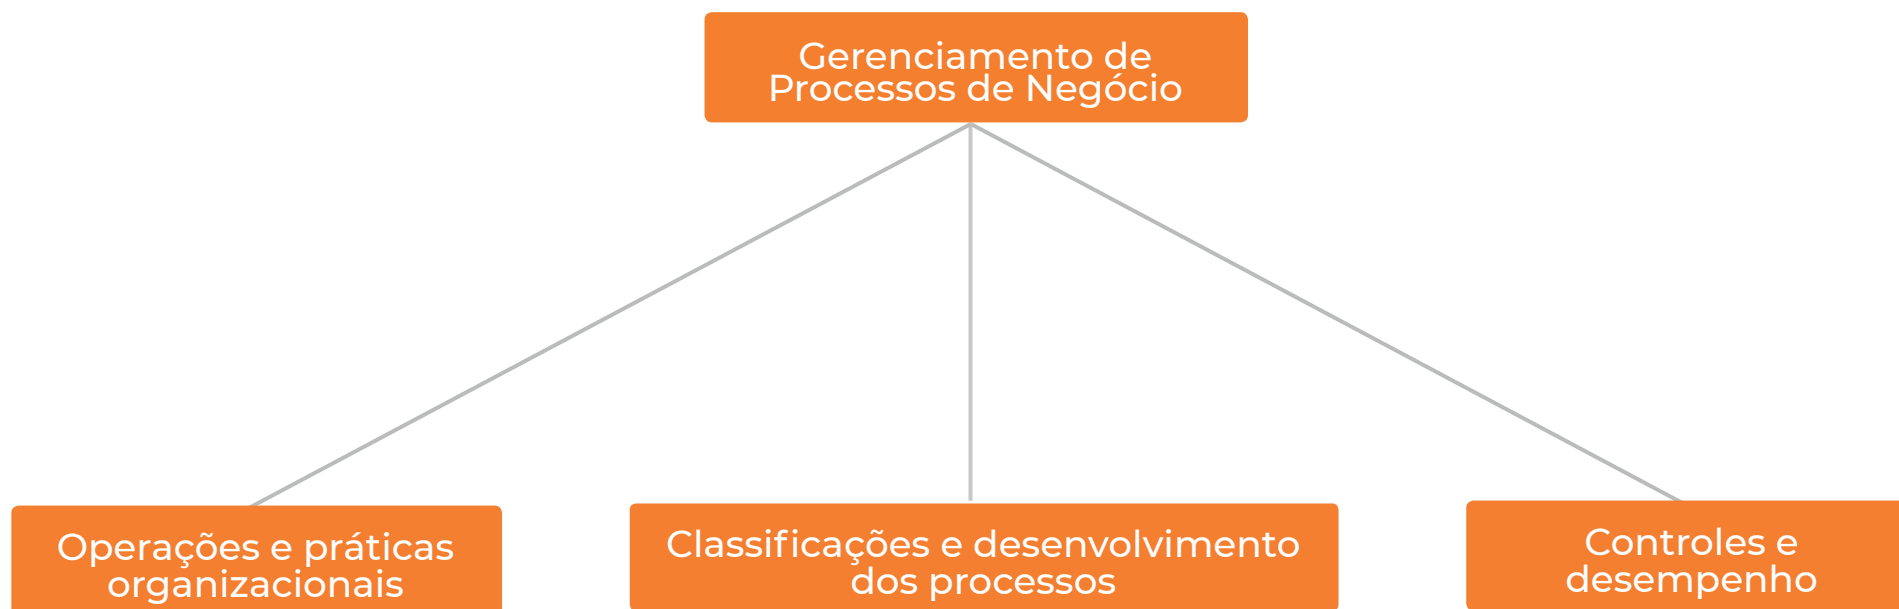 Gerenciamento de
Processos de Negócio
Operações e práticas
organizacionais
Classificações e desenvolvimento
dos processos
Controles e
desempenho